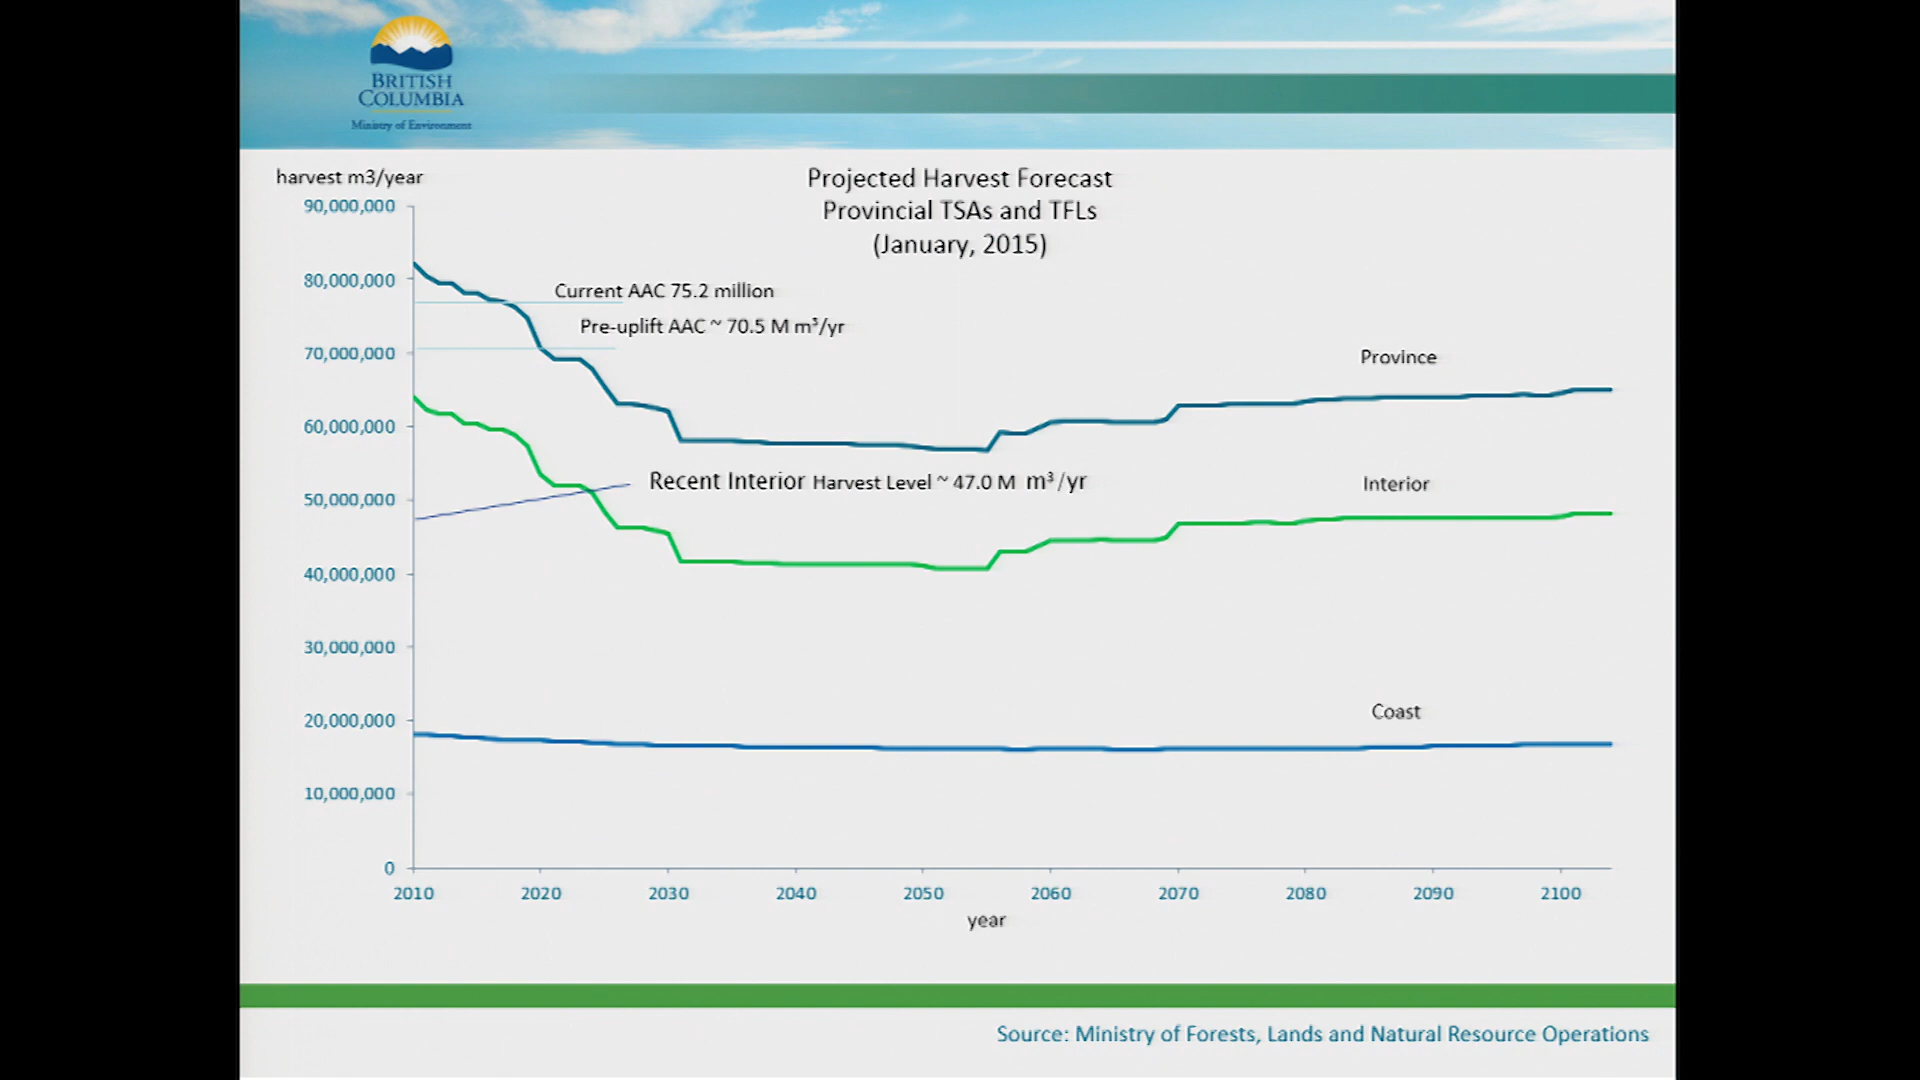 BRITISH
COLUMBIA
Ministry of Environment
harvest m3/year
Projected Harvest Forecast
Provincial TSAs and TFLs
(January, 2015)
90,000,000
80,000,000
Current AAC 75.2 million
Pre-uplift AAC ~ 70.5 M m³/yr
70,000,000
Province
60,000,000
Recent Interior Harvest Level ~ 47.0 M m³/yr
Interior
50,000,000
40,000,000
30,000,000
Coast
20,000,000
10,000,000
0
2010 2020 2030 2040 2050 2060 2070 2080 2090 2100
year
Source: Ministry of Forests, Lands and Natural Resource Operations